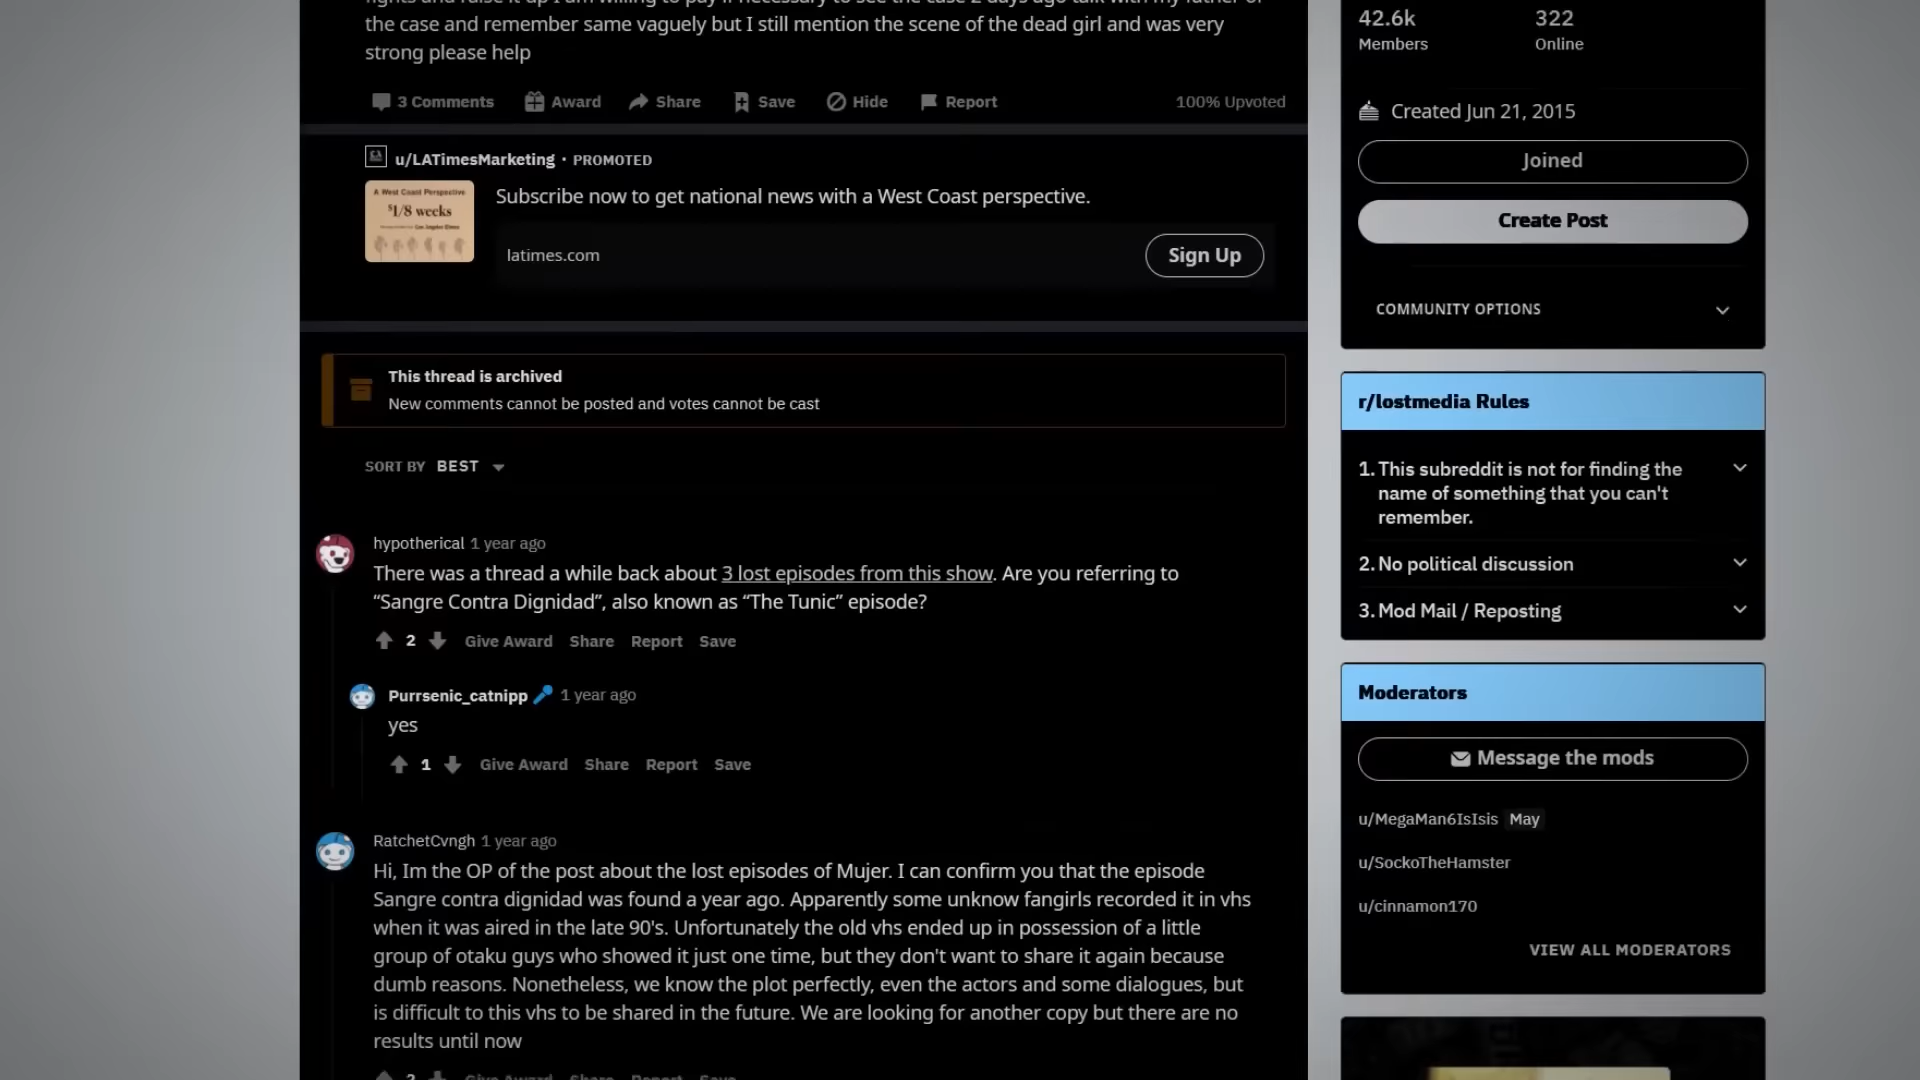 the case and remember same vaguely but I still mention the scene of the dead girl and was very
strong please help
3 Comments Award Share Save Hide Report 100% Upvoted
u/LATimesMarketing · PROMOTED
A West Coast Perspective
$1/8 weeks
Los Angeles Times
Subscribe now to get national news with a West Coast perspective.
latimes.com
Sign Up
This thread is archived
New comments cannot be posted and votes cannot be cast
SORT BY BEST
hypotherical 1 year ago
There was a thread a while back about 3 lost episodes from this show. Are you referring to
“Sangre Contra Dignidad”, also known as “The Tunic” episode?
2 Give Award Share Report Save
Purrsenic_catnipp 1 year ago
yes
1 Give Award Share Report Save
RatchetCvngh 1 year ago
Hi, Im the OP of the post about the lost episodes of Mujer. I can confirm you that the episode
Sangre contra dignidad was found a year ago. Apparently some unknow fangirls recorded it in vhs
when it was aired in the late 90's. Unfortunately the old vhs ended up in possession of a little
group of otaku guys who showed it just one time, but they don't want to share it again because
dumb reasons. Nonetheless, we know the plot perfectly, even the actors and some dialogues, but
is difficult to this vhs to be shared in the future. We are looking for another copy but there are no
results until now
Give Award Share Report Save
42.6k 322
Members Online
Created Jun 21, 2015
Joined
Create Post
COMMUNITY OPTIONS
r/lostmedia Rules
1. This subreddit is not for finding the
name of something that you can't
remember.
2. No political discussion
3. Mod Mail / Reposting
Moderators
Message the mods
u/MegaMan6IsIsis May
u/SockoTheHamster
u/cinnamon170
VIEW ALL MODERATORS